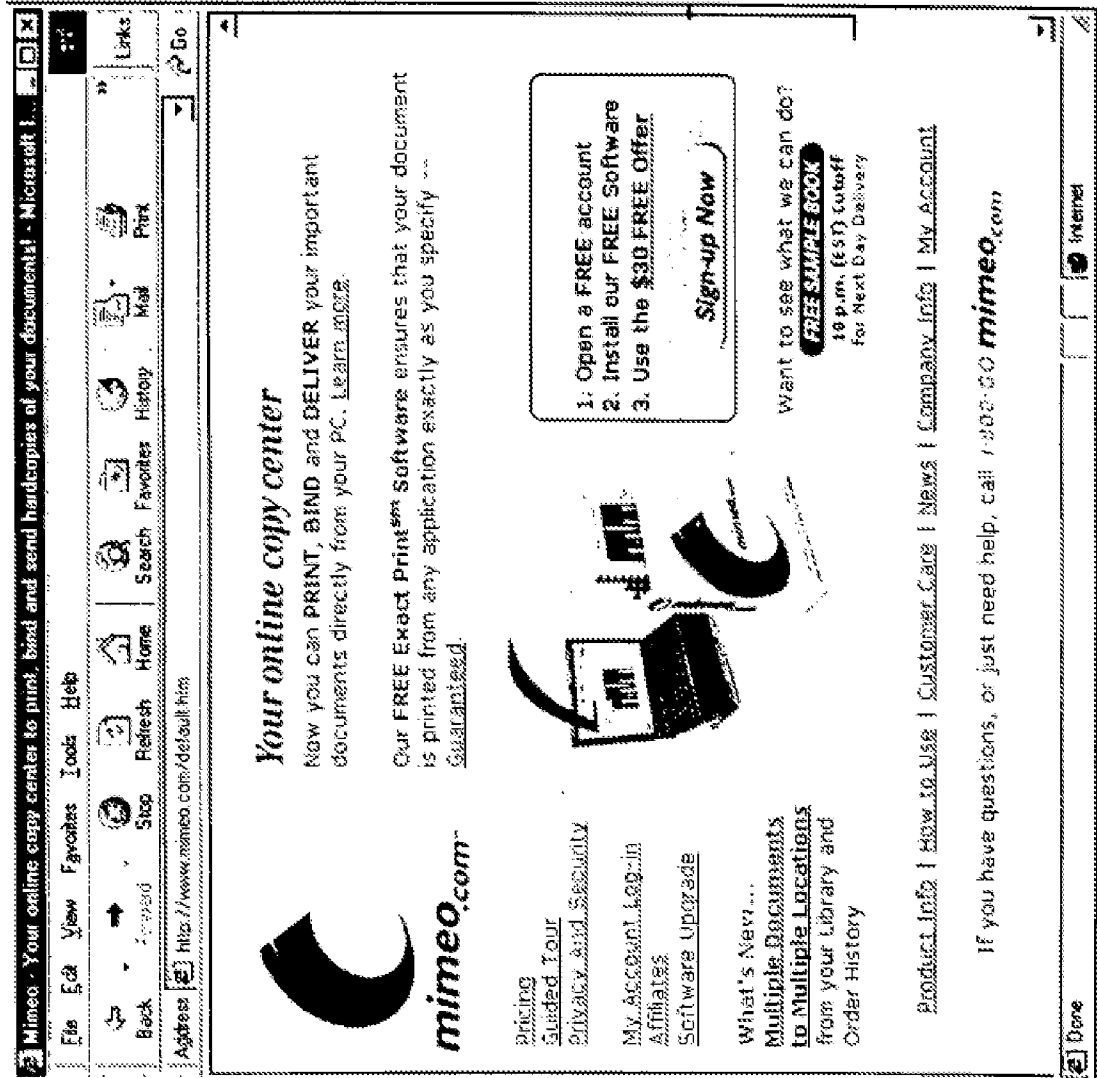 Mimeo - Your online copy center to print, bind and send hardcopies of your documents! - Microsoft I...
File Edit View Favorites Tools Help
Back Forward Stop Refresh Home Search Favorites History Mail Print Links
Address http://www.mimeo.com/default.htm Go
mimeo.com
Your online copy center
Now you can PRINT, BIND and DELIVER your important
documents directly from your PC. Learn more.
Our FREE Exact Print℠ Software ensures that your document
is printed from any application exactly as you specify ---
Guaranteed.
Pricing
Guided Tour
Privacy And Security
My Account Log-in
Affiliates
Software Upgrade
What's New...
Multiple Documents
to Multiple Locations
from your Library and
Order History
mimeo
1. Open a FREE account
2. Install our FREE Software
3. Use the $30 FREE Offer
Sign-up Now
Want to see what we can do?
FREE SAMPLE BOOK
10 p.m. (EST) Cutoff
For Next Day Delivery
Product Info | How to Use | Customer Care | News | Company Info | My Account
If you have questions, or just need help, call 1-800-GO mimeo.com
Done Internet